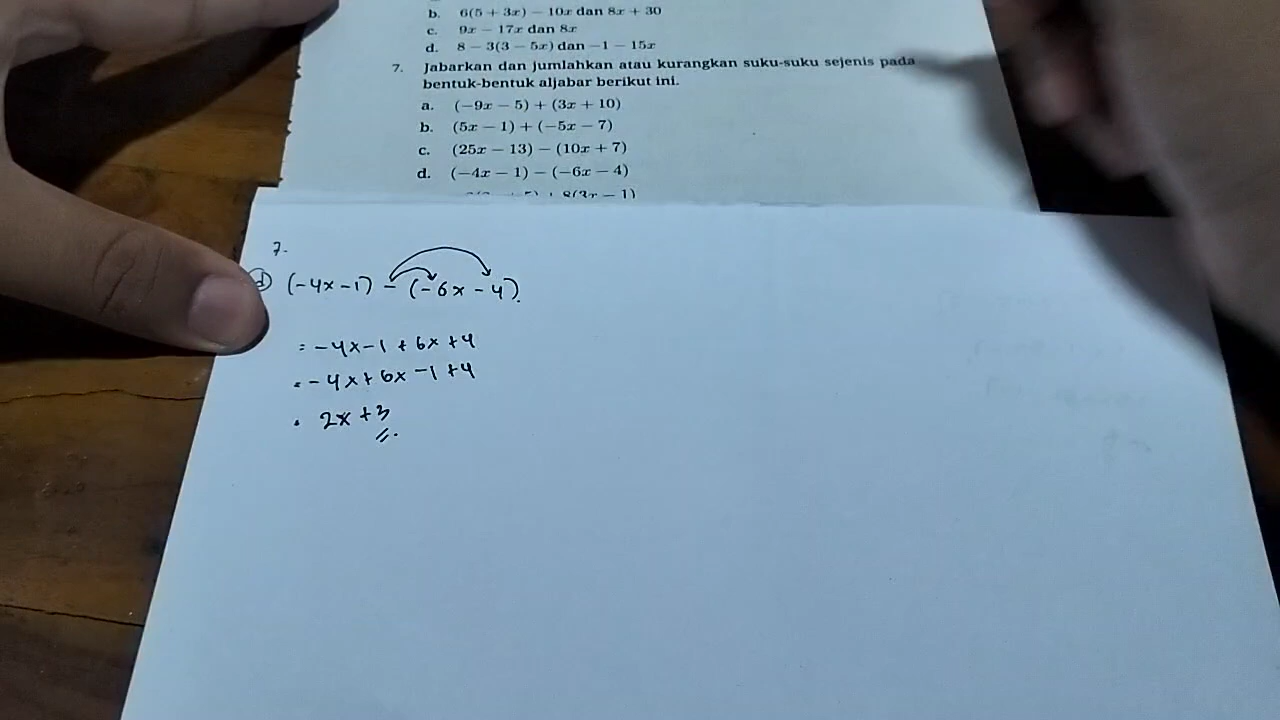 b. 6(5 + 3x) − 10x dan 8x + 30
c. 9x − 17x dan 8x
d. 8 − 3(3 − 5x) dan −1 − 15x
7. Jabarkan dan jumlahkan atau kurangkan suku-suku sejenis pada
bentuk-bentuk aljabar berikut ini.
a. (−9x − 5) + (3x + 10)
b. (5x − 1) + (−5x − 7)
c. (25x − 13) − (10x + 7)
d. (−4x − 1) − (−6x − 4)
7.
d (-4x-1) - (-6x-4)
= -4x-1 + 6x+4
= -4x+6x-1+4
= 2x+3